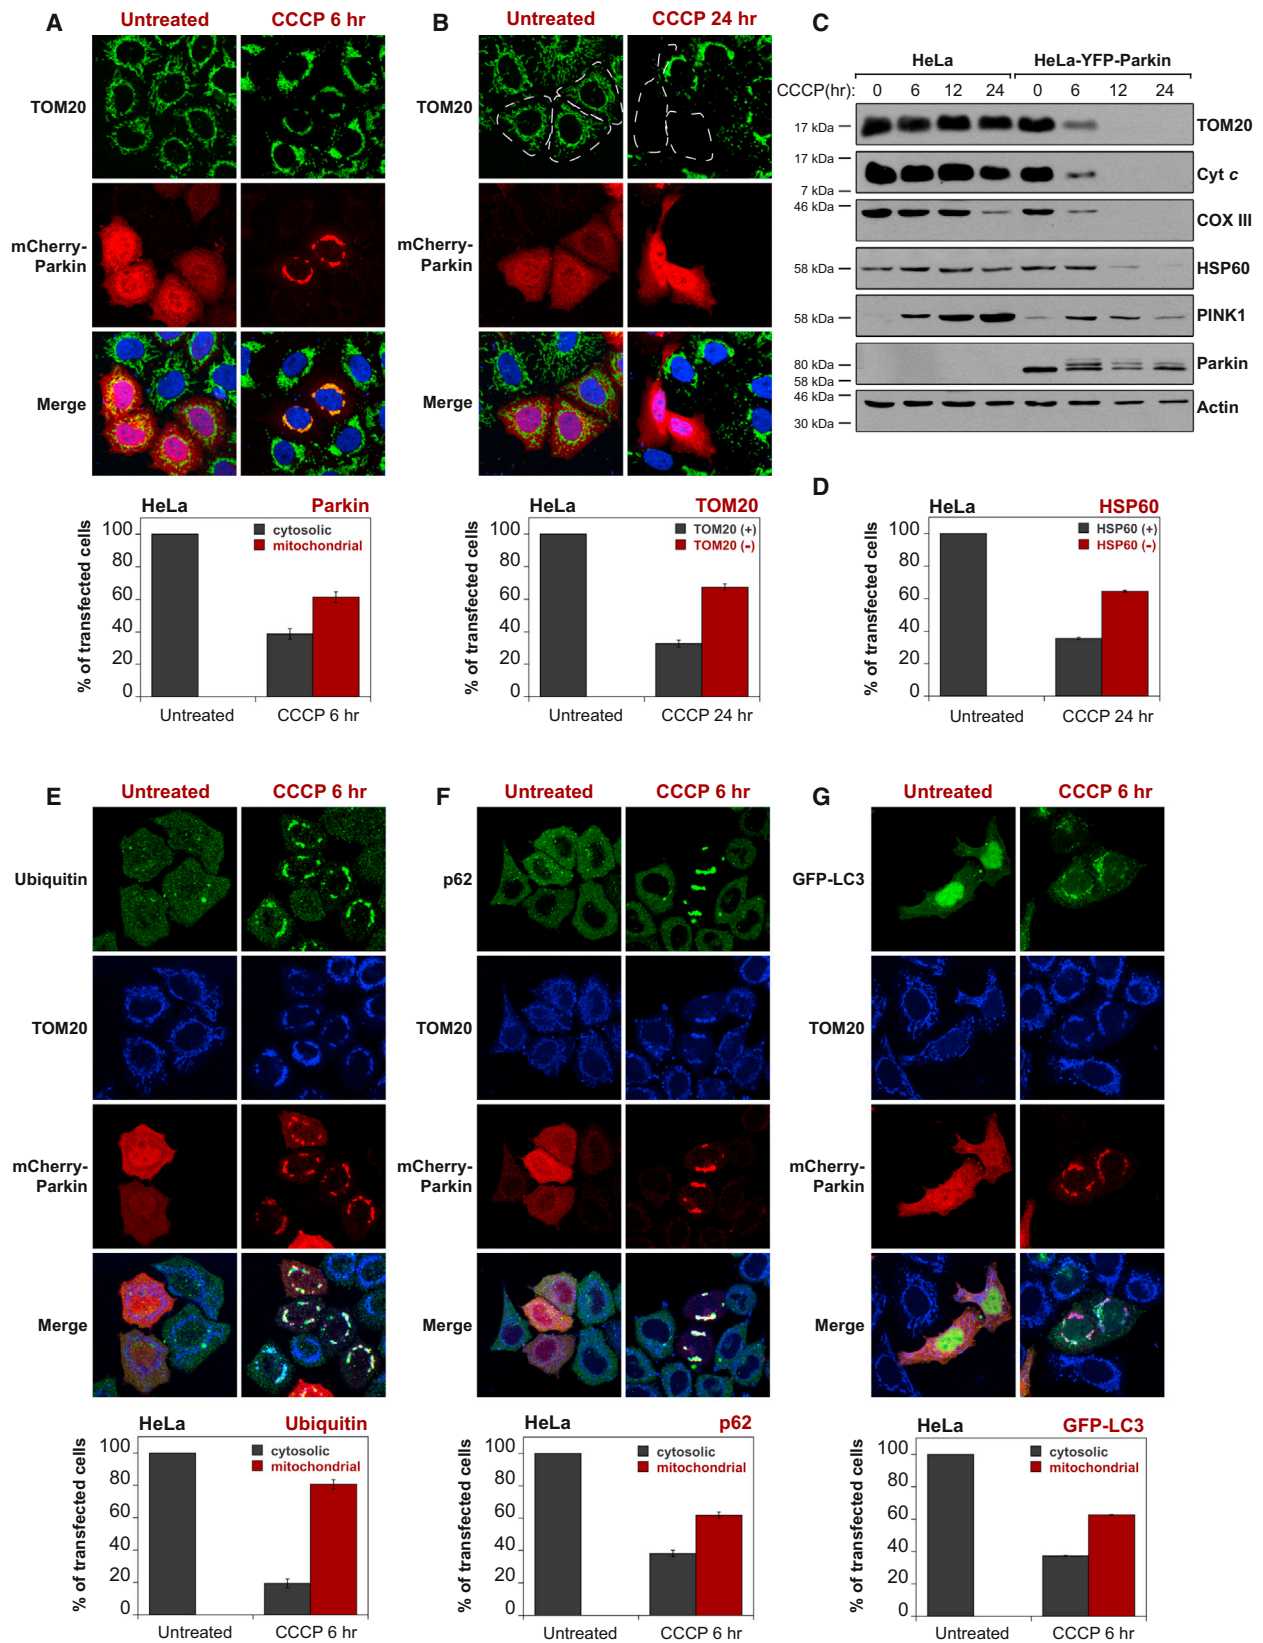 A
Untreated
CCCP 6 hr
TOM20
mCherry-
Parkin
Merge
HeLa
Parkin
cytosolic
mitochondrial
% of transfected cells
100
80
60
40
20
0
Untreated
CCCP 6 hr
B
Untreated
CCCP 24 hr
TOM20
mCherry-
Parkin
Merge
HeLa
TOM20
TOM20 (+)
TOM20 (-)
% of transfected cells
100
80
60
40
20
0
Untreated
CCCP 24 hr
C
HeLa
HeLa-YFP-Parkin
CCCP(hr): 0 6 12 24 0 6 12 24
17 kDa
TOM20
17 kDa
Cyt c
7 kDa
46 kDa
COX III
58 kDa
HSP60
58 kDa
PINK1
80 kDa
Parkin
58 kDa
46 kDa
Actin
30 kDa
D
HeLa
HSP60
HSP60 (+)
HSP60 (-)
% of transfected cells
100
80
60
40
20
0
Untreated
CCCP 24 hr
E
Untreated
CCCP 6 hr
Ubiquitin
TOM20
mCherry-
Parkin
Merge
HeLa
Ubiquitin
cytosolic
mitochondrial
% of transfected cells
100
80
60
40
20
0
Untreated
CCCP 6 hr
F
Untreated
CCCP 6 hr
p62
TOM20
mCherry-
Parkin
Merge
HeLa
p62
cytosolic
mitochondrial
% of transfected cells
100
80
60
40
20
0
Untreated
CCCP 6 hr
G
Untreated
CCCP 6 hr
GFP-LC3
TOM20
mCherry-
Parkin
Merge
HeLa
GFP-LC3
cytosolic
mitochondrial
% of transfected cells
100
80
60
40
20
0
Untreated
CCCP 6 hr